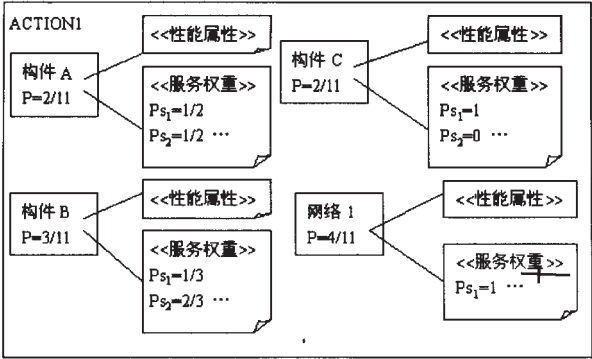 ACTION1
构件 A
P=2/11
<<性能属性>>
<<服务权重>>
Ps₁=1/2
Ps₂=1/2 …
构件 C
P=2/11
<<性能属性>>
<<服务权重>>
Ps₁=1
Ps₂=0 …
构件 B
P=3/11
<<性能属性>>
<<服务权重>>
Ps₁=1/3
Ps₂=2/3 …
网络 1
P=4/11
<<性能属性>>
<<服务权重>>
Ps₁=1 …